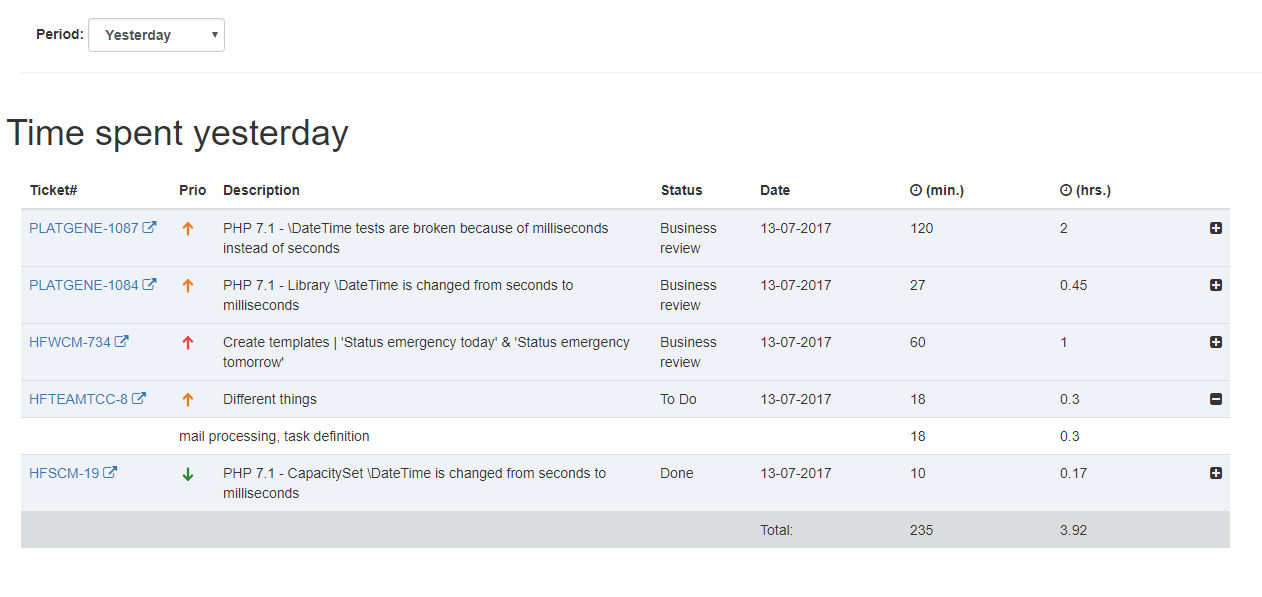 Period: Yesterday
Time spent yesterday
Ticket# Prio Description Status Date (min.) (hrs.)
PLATGENE-1087 PHP 7.1 - \DateTime tests are broken because of milliseconds Business 13-07-2017 120 2
instead of seconds review
PLATGENE-1084 PHP 7.1 - Library \DateTime is changed from seconds to Business 13-07-2017 27 0.45
milliseconds review
HFWCM-734 Create templates | 'Status emergency today' & 'Status emergency Business 13-07-2017 60 1
tomorrow' review
HFTEAMTCC-8 Different things To Do 13-07-2017 18 0.3
mail processing, task definition 18 0.3
HFSCM-19 PHP 7.1 - CapacitySet \DateTime is changed from seconds to Done 13-07-2017 10 0.17
milliseconds
Total: 235 3.92